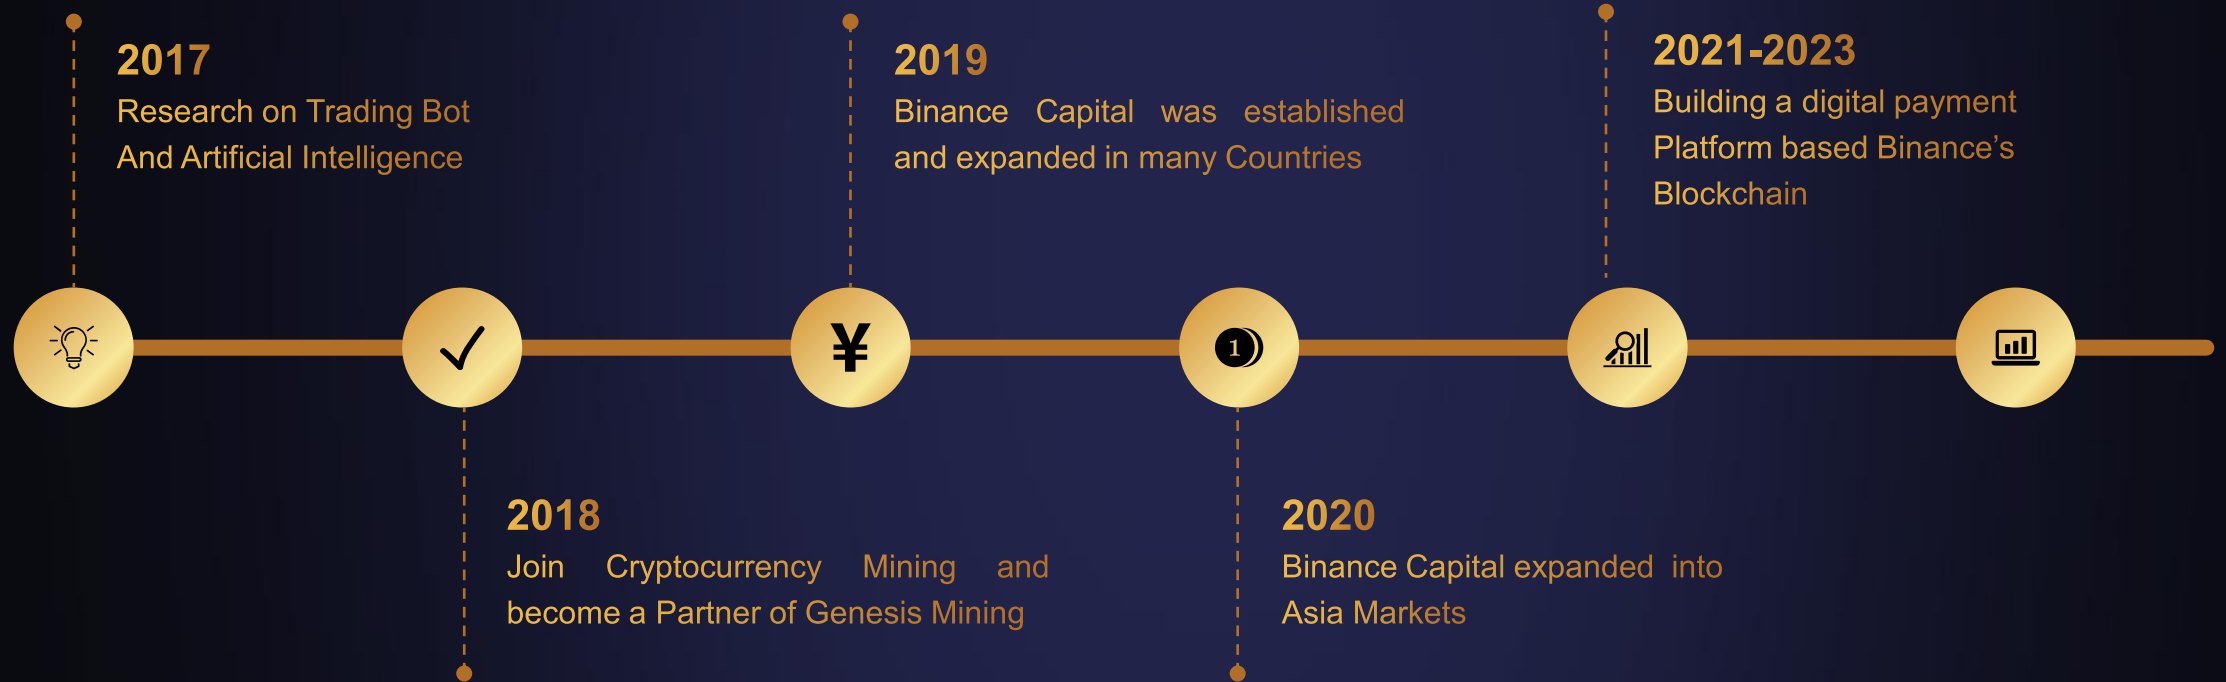 2017
Research on Trading Bot
And Artificial Intelligence
2019
Binance Capital was established
and expanded in many Countries
2021-2023
Building a digital payment
Platform based Binance’s
Blockchain
¥
1
2018
Join Cryptocurrency Mining and
become a Partner of Genesis Mining
2020
Binance Capital expanded into
Asia Markets